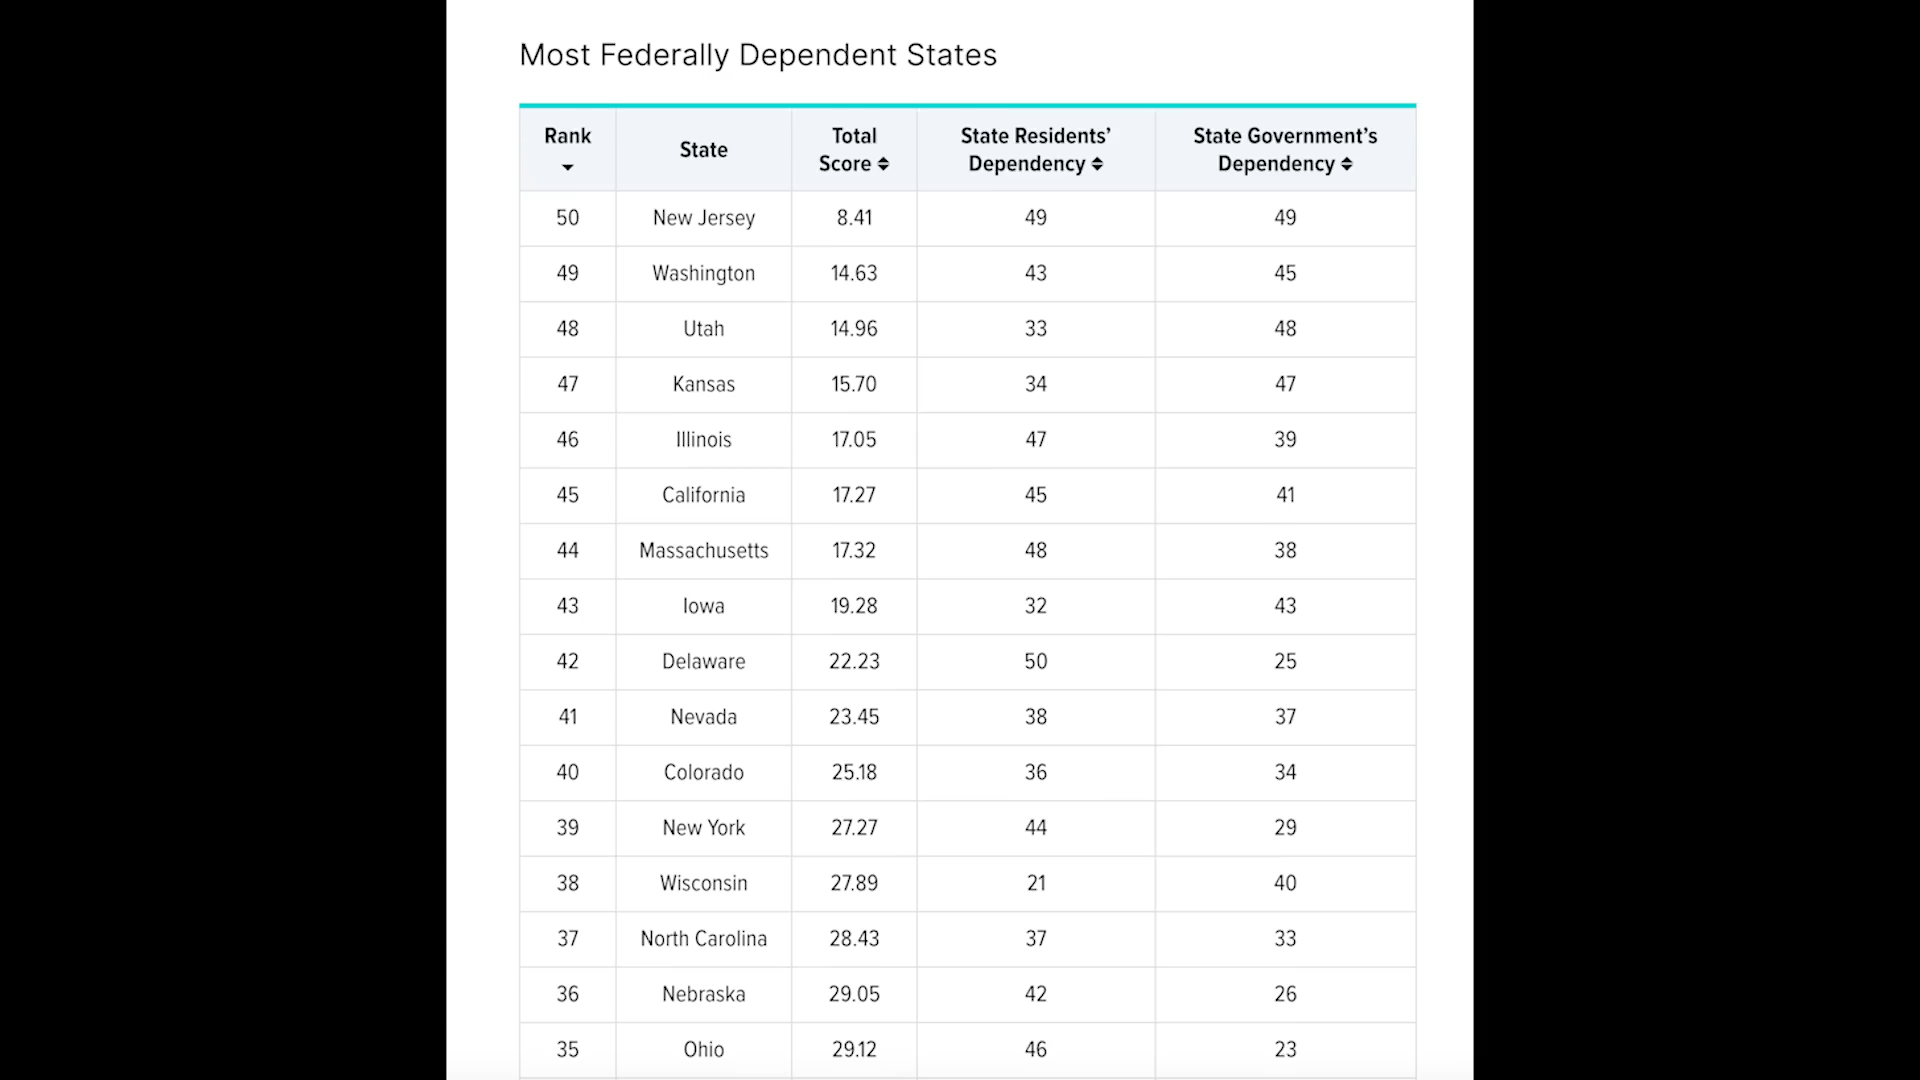 Most Federally Dependent States
Rank State Total Score State Residents’ Dependency State Government’s Dependency
50 New Jersey 8.41 49 49
49 Washington 14.63 43 45
48 Utah 14.96 33 48
47 Kansas 15.70 34 47
46 Illinois 17.05 47 39
45 California 17.27 45 41
44 Massachusetts 17.32 48 38
43 Iowa 19.28 32 43
42 Delaware 22.23 50 25
41 Nevada 23.45 38 37
40 Colorado 25.18 36 34
39 New York 27.27 44 29
38 Wisconsin 27.89 21 40
37 North Carolina 28.43 37 33
36 Nebraska 29.05 42 26
35 Ohio 29.12 46 23